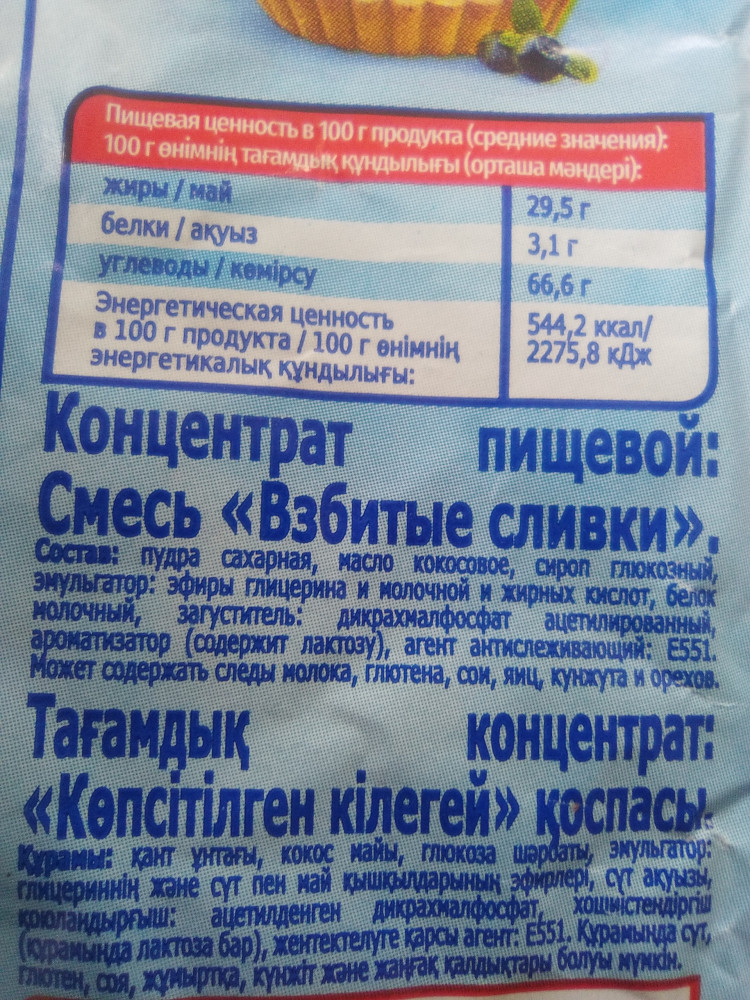 Пищевая ценность в 100 г продукта (средние значения):
100 г өнімнің тағамдық құндылығы (орташа мәндері):
жиры / май 29,5 г
белки / ақуыз 3,1 г
углеводы / көмірсу 66,6 г
Энергетическая ценность
в 100 г продукта / 100 г өнімнің
энергетикалық құндылығы:
544,2 ккал/
2275,8 кДж
Концентрат пищевой:
Смесь «Взбитые сливки».
Состав: пудра сахарная, масло кокосовое, сироп глюкозный,
эмульгатор: эфиры глицерина и молочной и жирных кислот, белок
молочный, загуститель: дикрахмалфосфат ацетилированный,
ароматизатор (содержит лактозу), агент антислеживающий: Е551.
Может содержать следы молока, глютена, сои, яиц, кунжута и орехов.
Тағамдық концентрат:
«Көпсітілген кілегей» қоспасы.
Құрамы: қант ұнтағы, кокос майы, глюкоза шәрбаты, эмульгатор:
глицериннің және сүт пен май қышқылдарының эфирлері, сүт ақуызы,
қоюландырғыш: ацетилденген дикрахмалфосфат, хошиістендіргіш
(құрамында лактоза бар), жентектелуге қарсы агент: Е551. Құрамында сүт,
глютен, соя, жұмыртқа, күнжіт және жаңғақ қалдықтары болуы мүмкін.